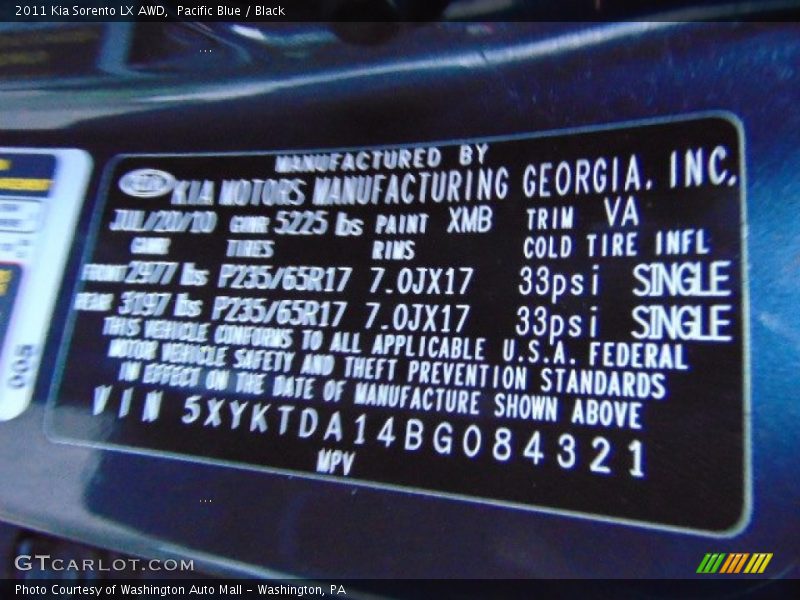 2011 Kia Sorento LX AWD, Pacific Blue / Black
MANUFACTURED BY
KIA KIA MOTORS MANUFACTURING GEORGIA, INC.
JUL/20/10 GVWR 5225 lbs PAINT XMB TRIM VA
GAWR TIRES RIMS COLD TIRE INFL
FRONT 2977 lbs P235/65R17 7.0JX17 33psi SINGLE
REAR 3197 lbs P235/65R17 7.0JX17 33psi SINGLE
THIS VEHICLE CONFORMS TO ALL APPLICABLE U.S.A. FEDERAL
MOTOR VEHICLE SAFETY AND THEFT PREVENTION STANDARDS
IN EFFECT ON THE DATE OF MANUFACTURE SHOWN ABOVE
VIN 5XYKTDA14BG084321
MPV
005
GTCARLOT.COM
Photo Courtesy of Washington Auto Mall - Washington, PA